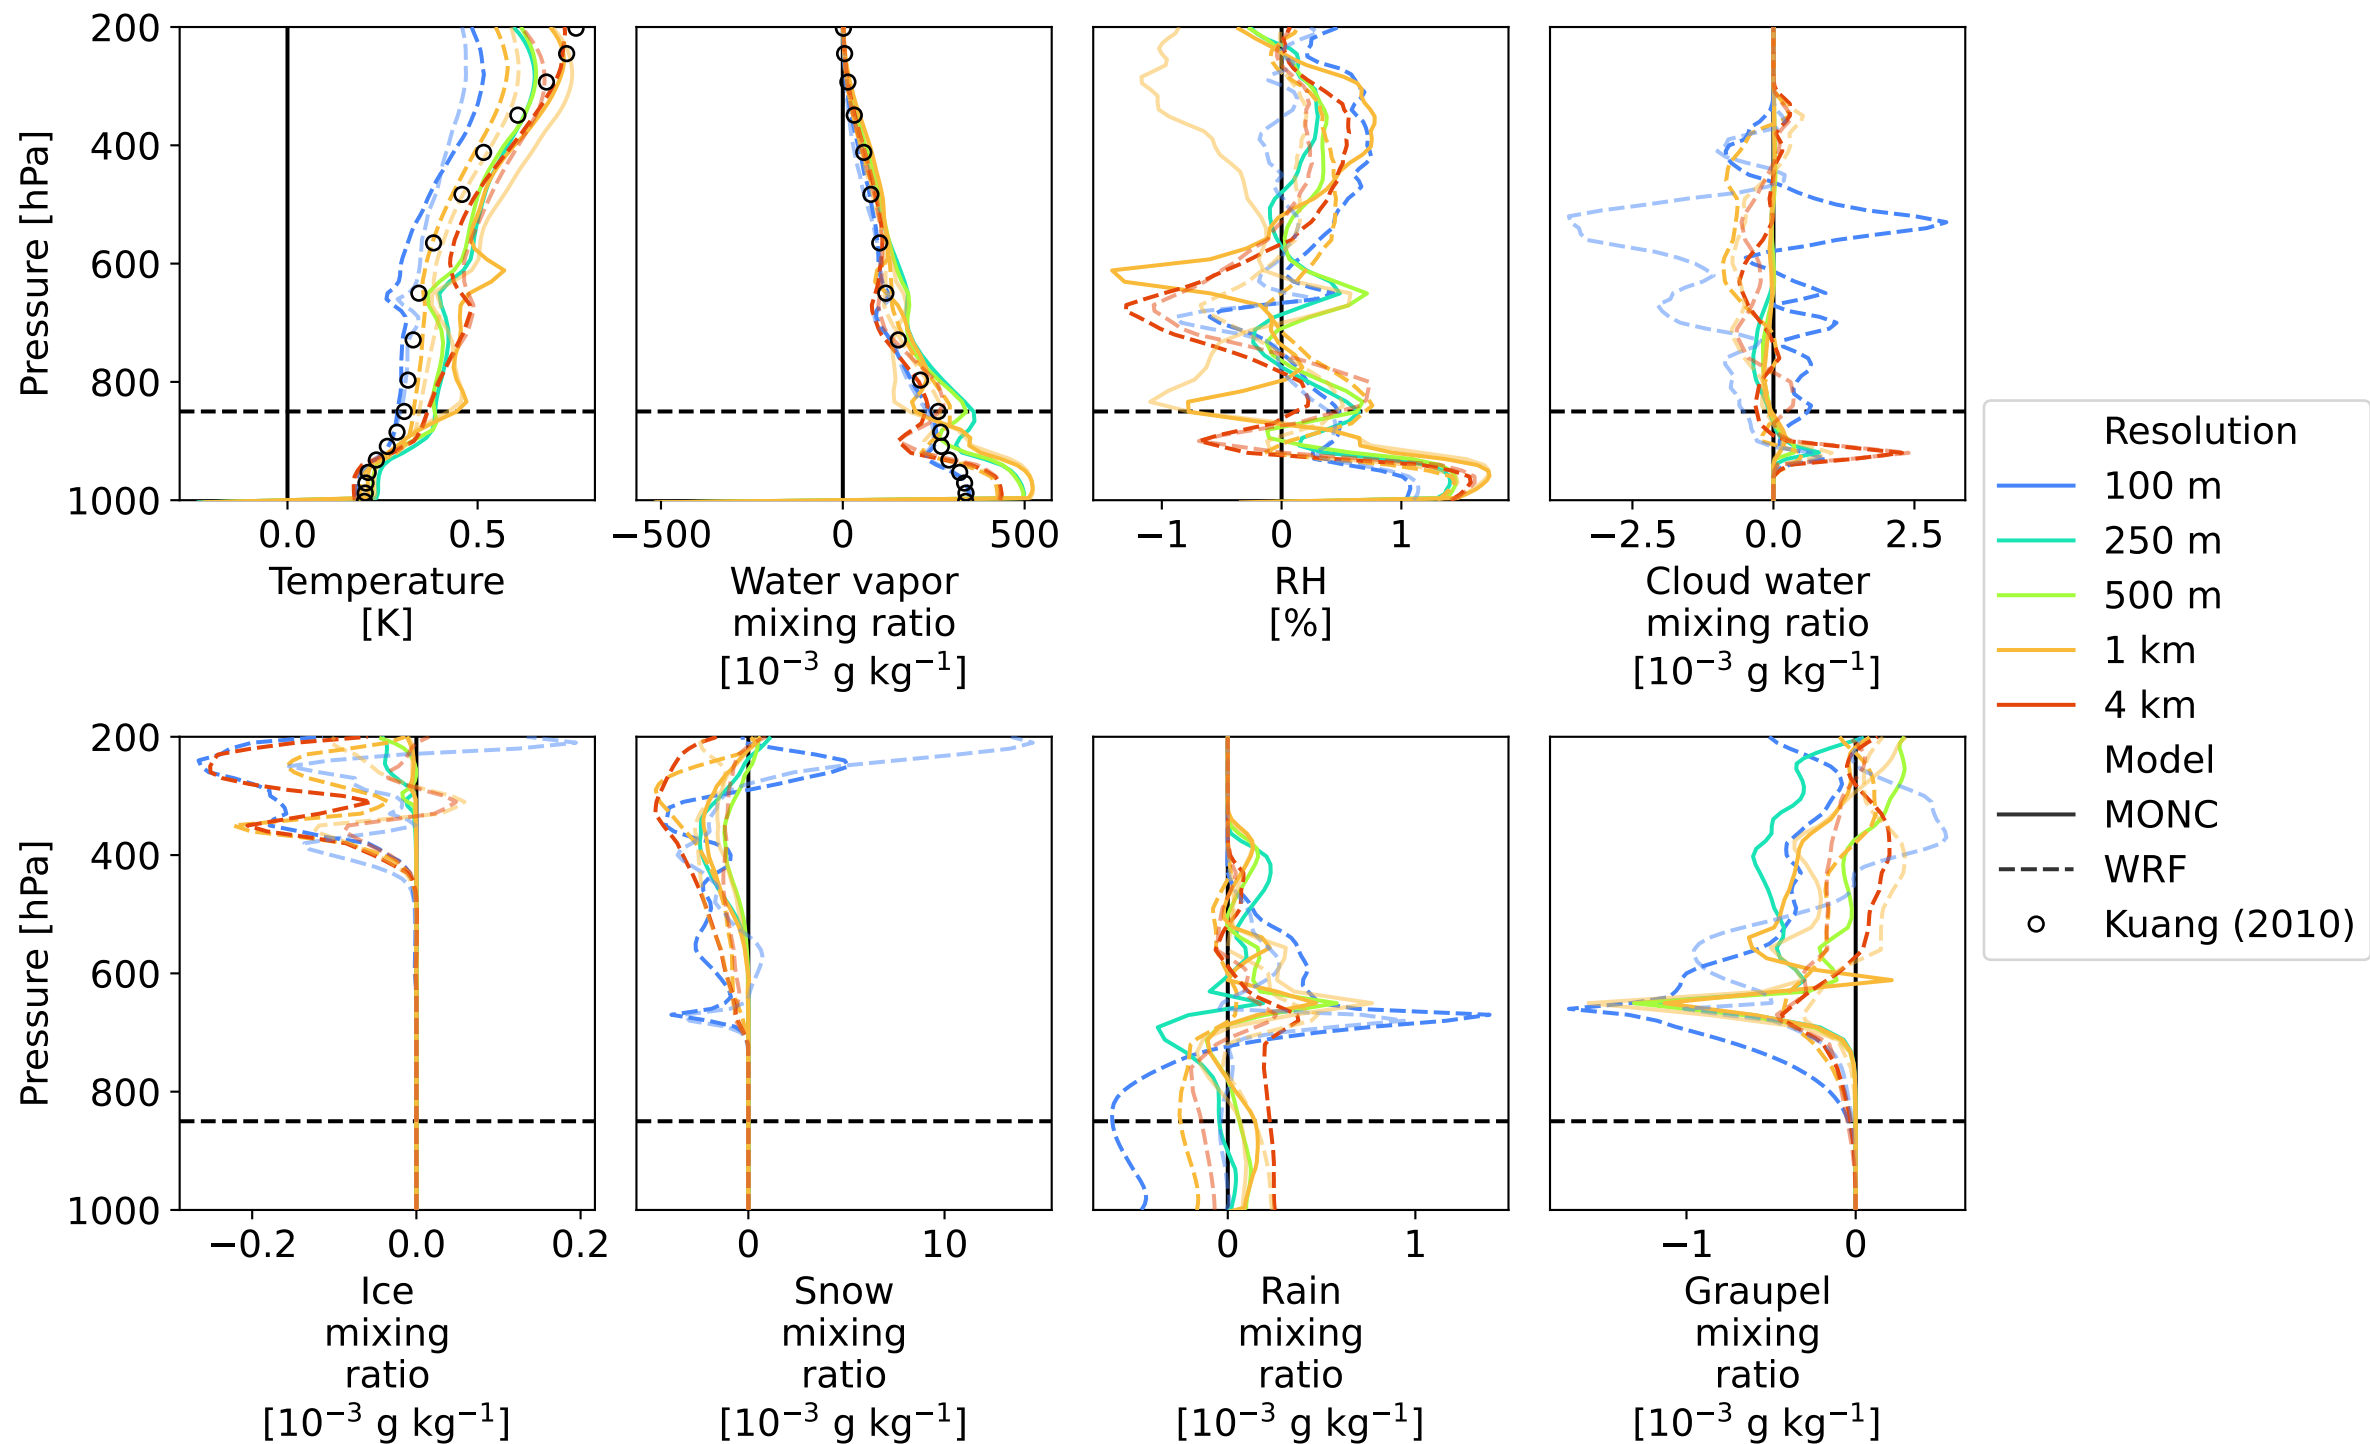 200
400
600
800
1000
Pressure [hPa]
0.0 0.5
Temperature
[K]
−500 0 500
Water vapor
mixing ratio
[10⁻³ g kg⁻¹]
−1 0 1
RH
[%]
−2.5 0.0 2.5
Cloud water
mixing ratio
[10⁻³ g kg⁻¹]
Resolution
100 m
250 m
500 m
1 km
4 km
Model
MONC
WRF
Kuang (2010)
200
400
600
800
1000
Pressure [hPa]
−0.2 0.0 0.2
Ice
mixing
ratio
[10⁻³ g kg⁻¹]
0 10
Snow
mixing
ratio
[10⁻³ g kg⁻¹]
0 1
Rain
mixing
ratio
[10⁻³ g kg⁻¹]
−1 0
Graupel
mixing
ratio
[10⁻³ g kg⁻¹]